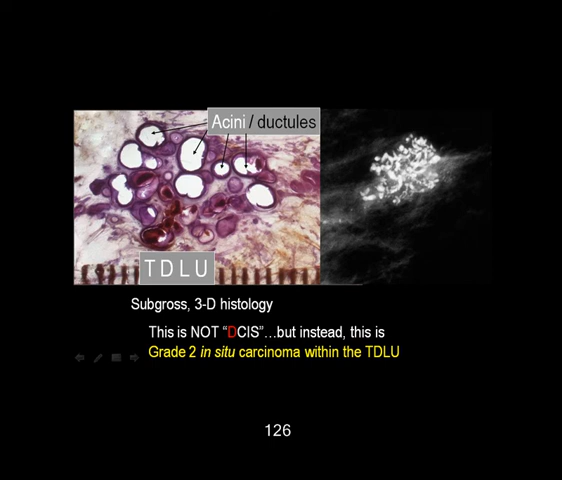 Acini / ductules
TDLU
Subgross, 3-D histology
This is NOT “DCIS”…but instead, this is
Grade 2 in situ carcinoma within the TDLU
126